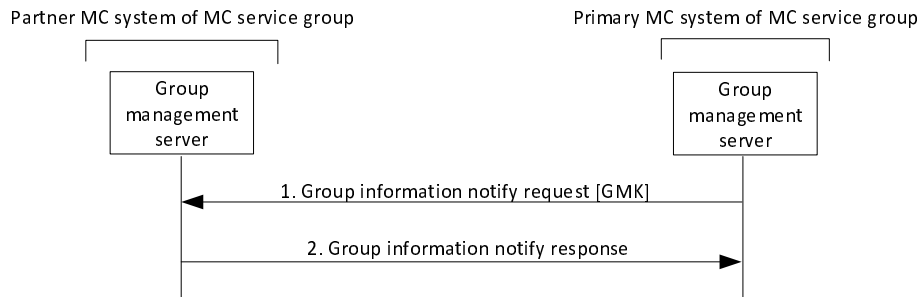 Partner MC system of MC service group
Primary MC system of MC service group
Group
management
server
Group
management
server
1. Group information notify request [GMK]
2. Group information notify response